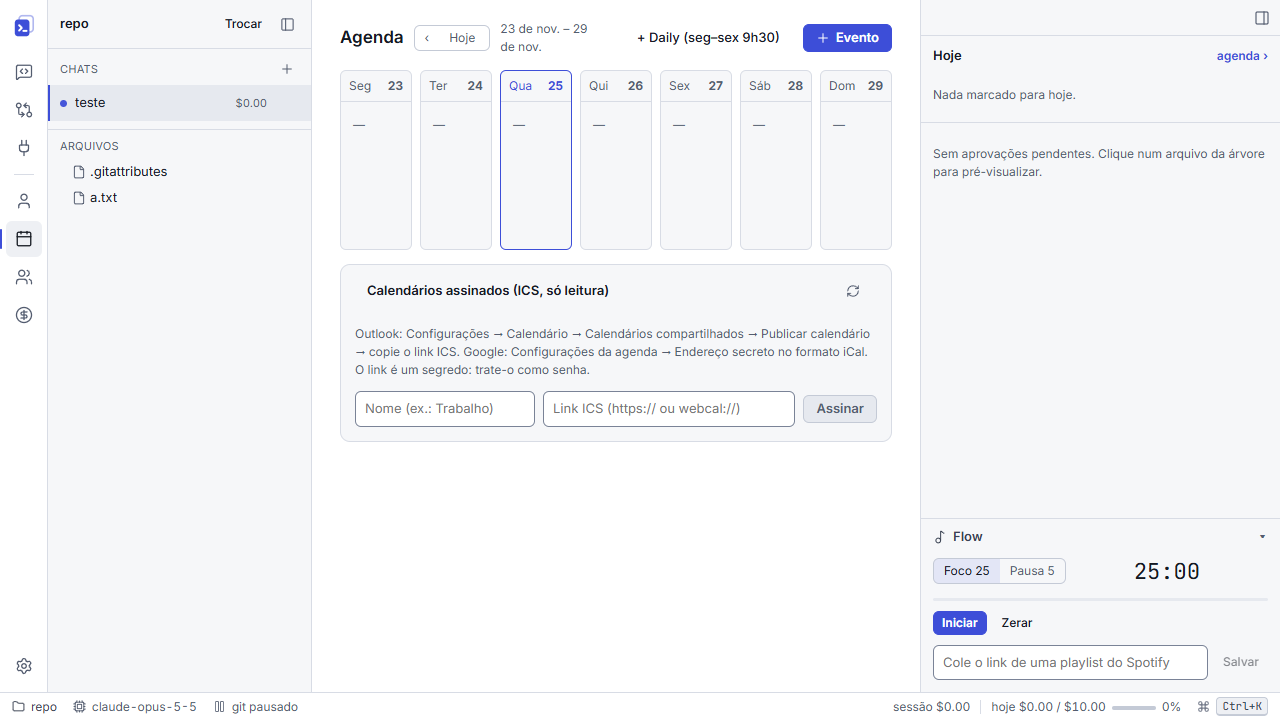 repo
Trocar
CHATS
teste
$0.00
ARQUIVOS
.gitattributes
a.txt
Agenda
‹
Hoje
23 de nov. – 29
de nov.
+ Daily (seg–sex 9h30)
+ Evento
Seg 23
Ter 24
Qua 25
Qui 26
Sex 27
Sáb 28
Dom 29
—
—
—
—
—
—
—
Calendários assinados (ICS, só leitura)
Outlook: Configurações → Calendário → Calendários compartilhados → Publicar calendário
→ copie o link ICS. Google: Configurações da agenda → Endereço secreto no formato iCal.
O link é um segredo: trate-o como senha.
Nome (ex.: Trabalho)
Link ICS (https:// ou webcal://)
Assinar
Hoje
agenda ›
Nada marcado para hoje.
Sem aprovações pendentes. Clique num arquivo da árvore
para pré-visualizar.
Flow
Foco 25
Pausa 5
25:00
Iniciar
Zerar
Cole o link de uma playlist do Spotify
Salvar
repo
claude-opus-5-5
git pausado
sessão $0.00
hoje $0.00 / $10.00
0%
⌘ Ctrl+K